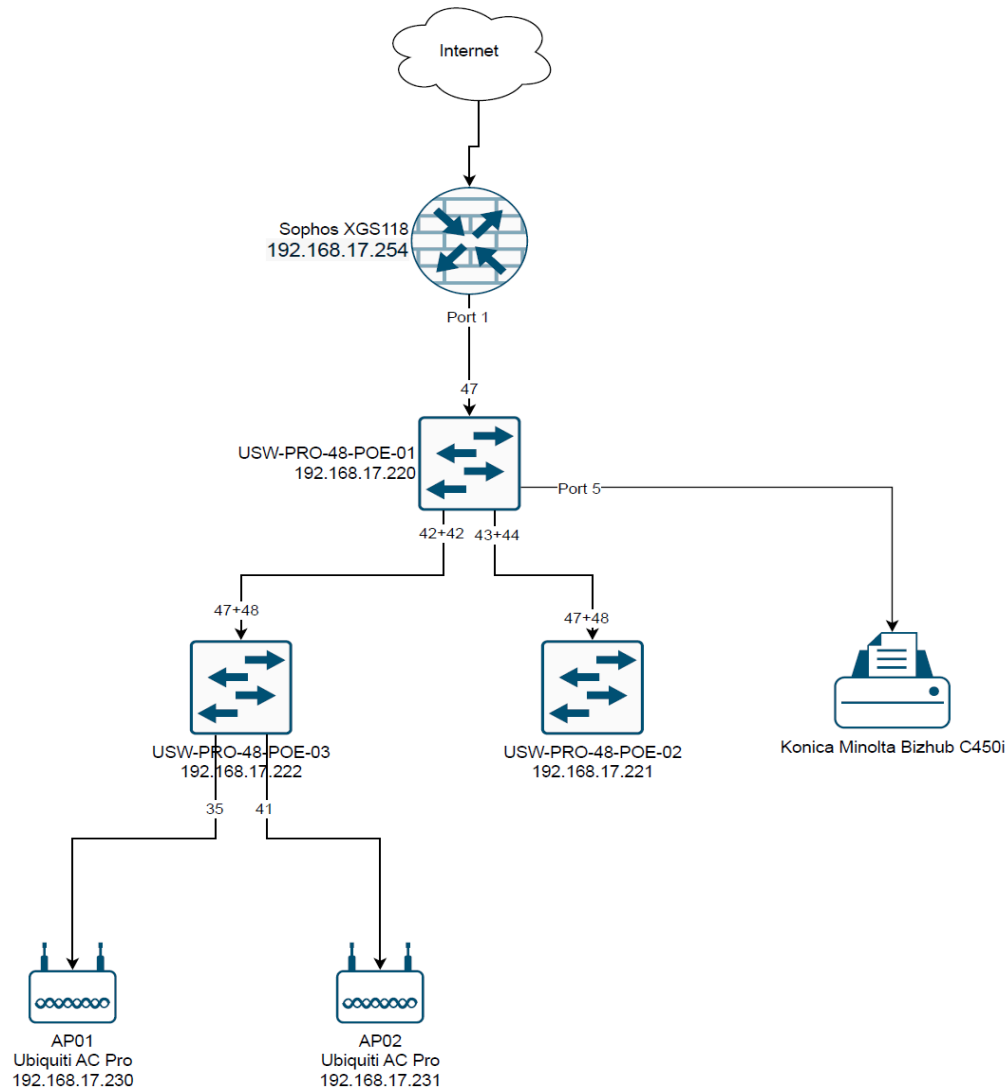 Internet
Sophos XGS118
192.168.17.254
Port 1
47
USW-PRO-48-POE-01
192.168.17.220
Port 5
42+42
43+44
47+48
47+48
USW-PRO-48-POE-03
192.168.17.222
USW-PRO-48-POE-02
192.168.17.221
Konica Minolta Bizhub C450i
35
41
AP01
Ubiquiti AC Pro
192.168.17.230
AP02
Ubiquiti AC Pro
192.168.17.231